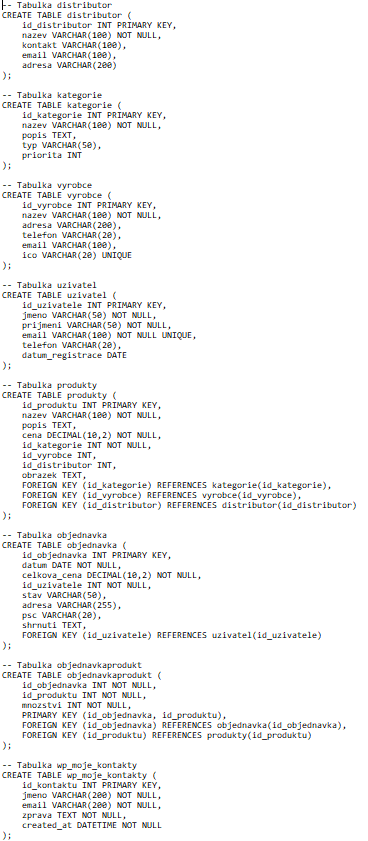 -- Tabulka distributor
CREATE TABLE distributor (
    id_distributor INT PRIMARY KEY,
    nazev VARCHAR(100) NOT NULL,
    kontakt VARCHAR(100),
    email VARCHAR(100),
    adresa VARCHAR(200)
);

-- Tabulka kategorie
CREATE TABLE kategorie (
    id_kategorie INT PRIMARY KEY,
    nazev VARCHAR(100) NOT NULL,
    popis TEXT,
    typ VARCHAR(50),
    priorita INT
);

-- Tabulka vyrobce
CREATE TABLE vyrobce (
    id_vyrobce INT PRIMARY KEY,
    nazev VARCHAR(100) NOT NULL,
    adresa VARCHAR(200),
    telefon VARCHAR(20),
    email VARCHAR(100),
    ico VARCHAR(20) UNIQUE
);

-- Tabulka uzivatel
CREATE TABLE uzivatel (
    id_uzivatele INT PRIMARY KEY,
    jmeno VARCHAR(50) NOT NULL,
    prijmeni VARCHAR(50) NOT NULL,
    email VARCHAR(100) NOT NULL UNIQUE,
    telefon VARCHAR(20),
    datum_registrace DATE
);

-- Tabulka produkty
CREATE TABLE produkty (
    id_produktu INT PRIMARY KEY,
    nazev VARCHAR(100) NOT NULL,
    popis TEXT,
    cena DECIMAL(10,2) NOT NULL,
    id_kategorie INT NOT NULL,
    id_vyrobce INT,
    id_distributor INT,
    obrazek TEXT,
    FOREIGN KEY (id_kategorie) REFERENCES kategorie(id_kategorie),
    FOREIGN KEY (id_vyrobce) REFERENCES vyrobce(id_vyrobce),
    FOREIGN KEY (id_distributor) REFERENCES distributor(id_distributor)
);

-- Tabulka objednavka
CREATE TABLE objednavka (
    id_objednavka INT PRIMARY KEY,
    datum DATE NOT NULL,
    celkova_cena DECIMAL(10,2) NOT NULL,
    id_uzivatele INT NOT NULL,
    stav VARCHAR(50),
    adresa VARCHAR(255),
    psc VARCHAR(20),
    shrnuti TEXT,
    FOREIGN KEY (id_uzivatele) REFERENCES uzivatel(id_uzivatele)
);

-- Tabulka objednavkaprodukt
CREATE TABLE objednavkaprodukt (
    id_objednavka INT NOT NULL,
    id_produktu INT NOT NULL,
    mnozstvi INT NOT NULL,
    PRIMARY KEY (id_objednavka, id_produktu),
    FOREIGN KEY (id_objednavka) REFERENCES objednavka(id_objednavka),
    FOREIGN KEY (id_produktu) REFERENCES produkty(id_produktu)
);

-- Tabulka wp_moje_kontakty
CREATE TABLE wp_moje_kontakty (
    id_kontaktu INT PRIMARY KEY,
    jmeno VARCHAR(200) NOT NULL,
    email VARCHAR(200) NOT NULL,
    zprava TEXT NOT NULL,
    created_at DATETIME NOT NULL
);